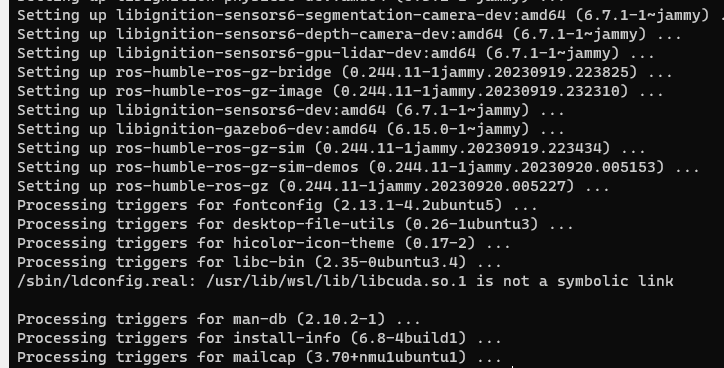 Setting up libignition-physics5-dev:amd64
Setting up libignition-sensors6-segmentation-camera-dev:amd64 (6.7.1-1~jammy) .
Setting up libignition-sensors6-depth-camera-dev:amd64 (6.7.1-1~jammy) ...
Setting up libignition-sensors6-gpu-lidar-dev:amd64 (6.7.1-1~jammy) ...
Setting up ros-humble-ros-gz-bridge (0.244.11-1jammy.20230919.223825) ...
Setting up ros-humble-ros-gz-image (0.244.11-1jammy.20230919.232310) ...
Setting up libignition-sensors6-dev:amd64 (6.7.1-1~jammy) ...
Setting up libignition-gazebo6-dev:amd64 (6.15.0-1~jammy) ...
Setting up ros-humble-ros-gz-sim (0.244.11-1jammy.20230919.223434) ...
Setting up ros-humble-ros-gz-sim-demos (0.244.11-1jammy.20230920.005153) ...
Setting up ros-humble-ros-gz (0.244.11-1jammy.20230920.005227) ...
Processing triggers for fontconfig (2.13.1-4.2ubuntu5) ...
Processing triggers for desktop-file-utils (0.26-1ubuntu3) ...
Processing triggers for hicolor-icon-theme (0.17-2) ...
Processing triggers for libc-bin (2.35-0ubuntu3.4) ...
/sbin/ldconfig.real: /usr/lib/wsl/lib/libcuda.so.1 is not a symbolic link
Processing triggers for man-db (2.10.2-1) ...
Processing triggers for install-info (6.8-4build1) ...
Processing triggers for mailcap (3.70+nmu1ubuntu1) ...